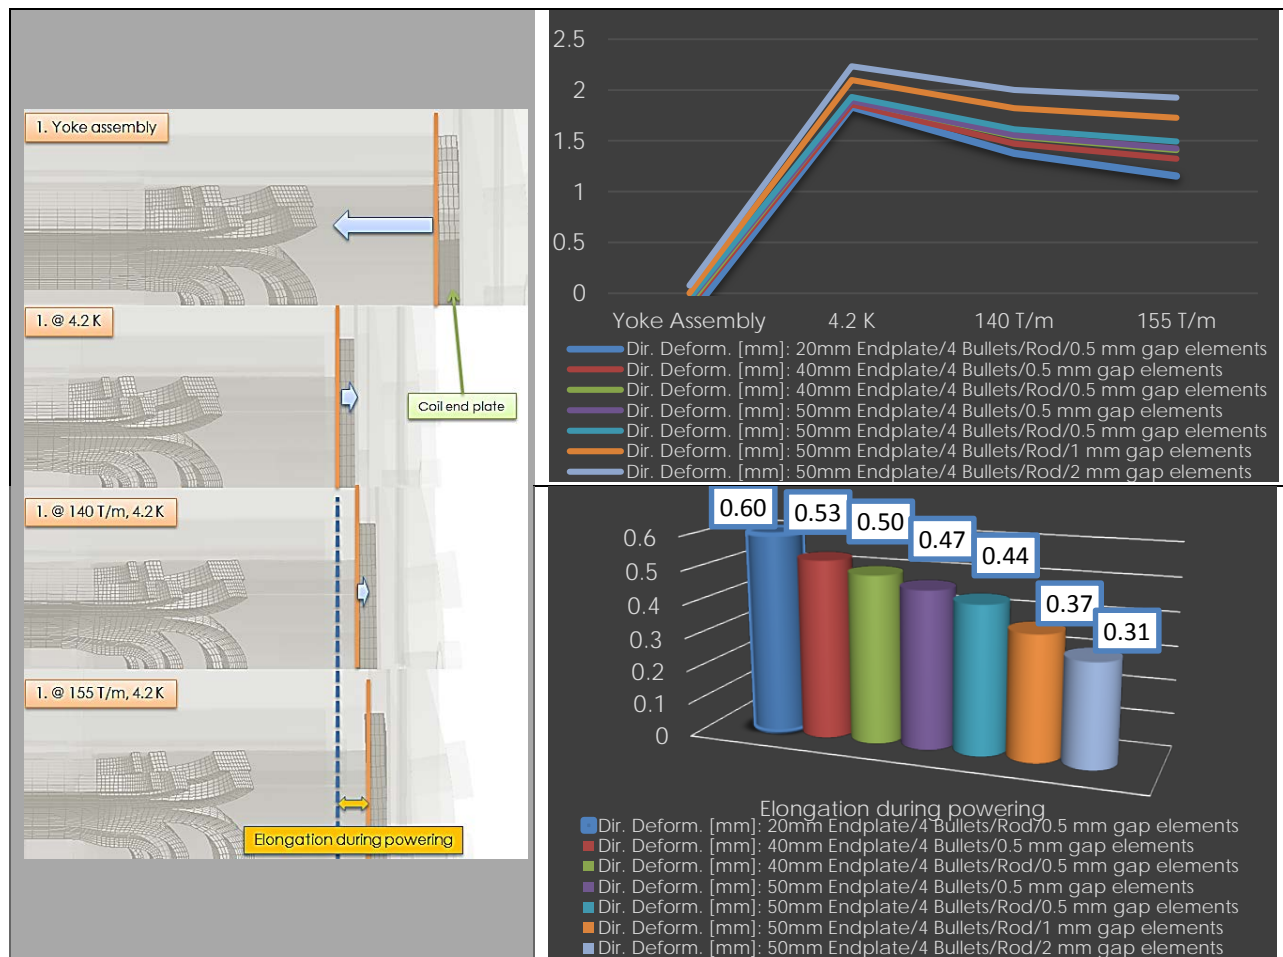 1. Yoke assembly
1. @ 4.2 K
Coil end plate
1. @ 140 T/m, 4.2 K
1. @ 155 T/m, 4.2 K
Elongation during powering
2.5
2
1.5
1
0.5
0
Yoke Assembly 4.2 K 140 T/m 155 T/m
Dir. Deform. [mm]: 20mm Endplate/4 Bullets/Rod/0.5 mm gap elements
Dir. Deform. [mm]: 40mm Endplate/4 Bullets/0.5 mm gap elements
Dir. Deform. [mm]: 40mm Endplate/4 Bullets/Rod/0.5 mm gap elements
Dir. Deform. [mm]: 50mm Endplate/4 Bullets/0.5 mm gap elements
Dir. Deform. [mm]: 50mm Endplate/4 Bullets/Rod/0.5 mm gap elements
Dir. Deform. [mm]: 50mm Endplate/4 Bullets/Rod/1 mm gap elements
Dir. Deform. [mm]: 50mm Endplate/4 Bullets/Rod/2 mm gap elements
0.60
0.53
0.50
0.47
0.44
0.37
0.31
0.6
0.5
0.4
0.3
0.2
0.1
0
Elongation during powering
Dir. Deform. [mm]: 20mm Endplate/4 Bullets/Rod/0.5 mm gap elements
Dir. Deform. [mm]: 40mm Endplate/4 Bullets/0.5 mm gap elements
Dir. Deform. [mm]: 40mm Endplate/4 Bullets/Rod/0.5 mm gap elements
Dir. Deform. [mm]: 50mm Endplate/4 Bullets/0.5 mm gap elements
Dir. Deform. [mm]: 50mm Endplate/4 Bullets/Rod/0.5 mm gap elements
Dir. Deform. [mm]: 50mm Endplate/4 Bullets/Rod/1 mm gap elements
Dir. Deform. [mm]: 50mm Endplate/4 Bullets/Rod/2 mm gap elements